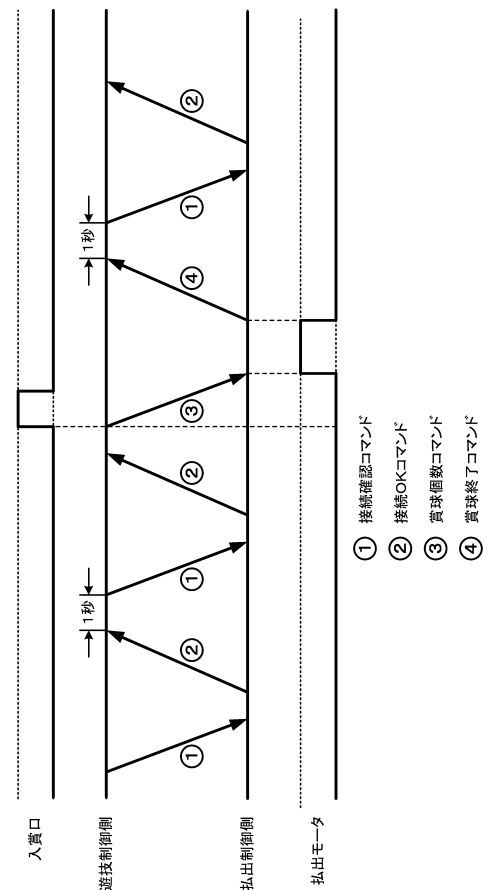 入賞口
遊技制御側
払出制御側
払出モータ
①
②
1秒
①
②
③
④
1秒
①
②
① 接続確認コマンド
② 接続OKコマンド
③ 賞球個数コマンド
④ 賞球終了コマンド